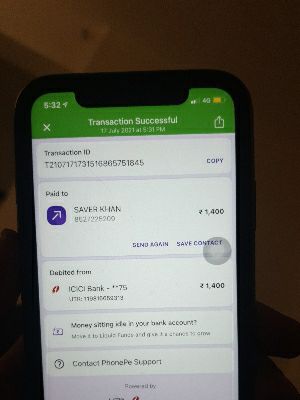 5:32
4G
Transaction Successful
17 July 2021 at 5:31 PM
Transaction ID
T2107171731516865751845 COPY
Paid to
SAVER KHAN ₹ 1,400
8527225209
SEND AGAIN SAVE CONTACT
Debited from
ICICI Bank - **75 ₹ 1,400
UTR: 119816659313
Money sitting idle in your bank account?
Move it to Liquid Funds and give it a chance to grow
Contact PhonePe Support
Powered by